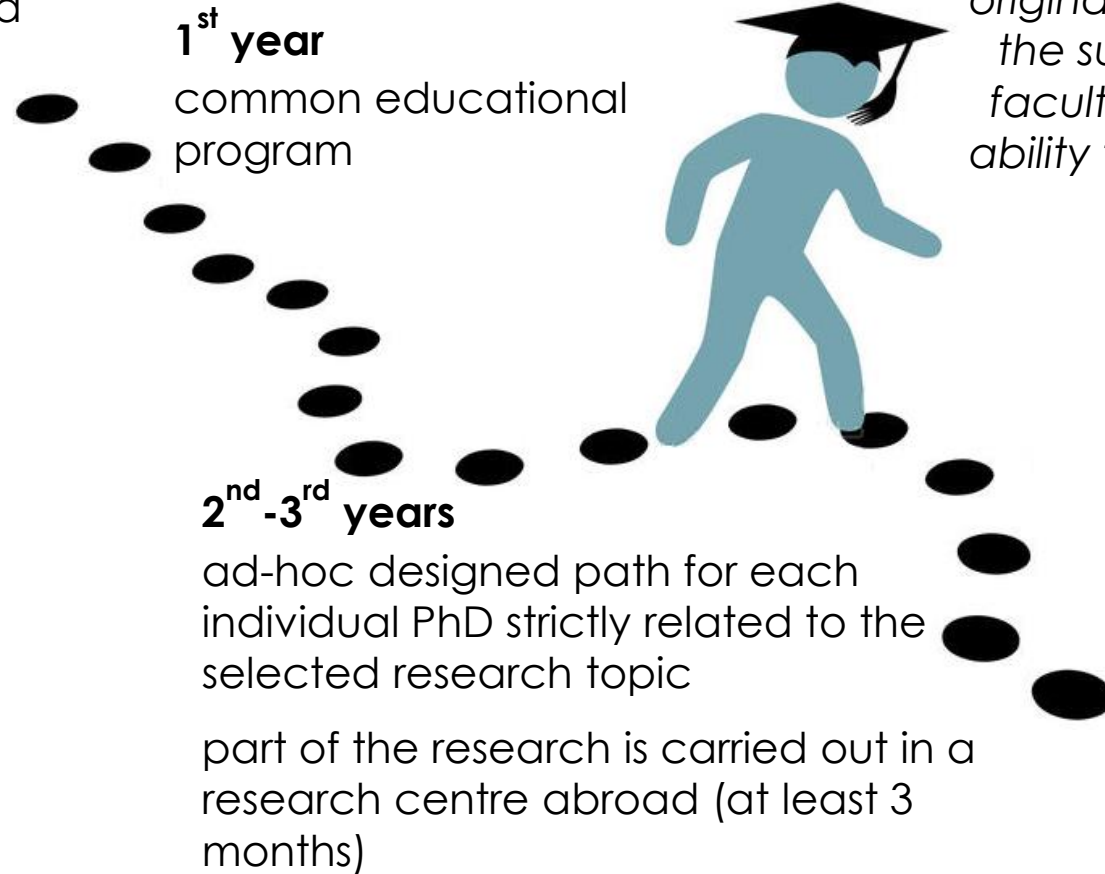 1st year
common educational
program
the
ability
2nd-3rd years
ad-hoc designed path for each
individual PhD strictly related to the
selected research topic
part of the research is carried out in a
research centre abroad (at least 3
months)